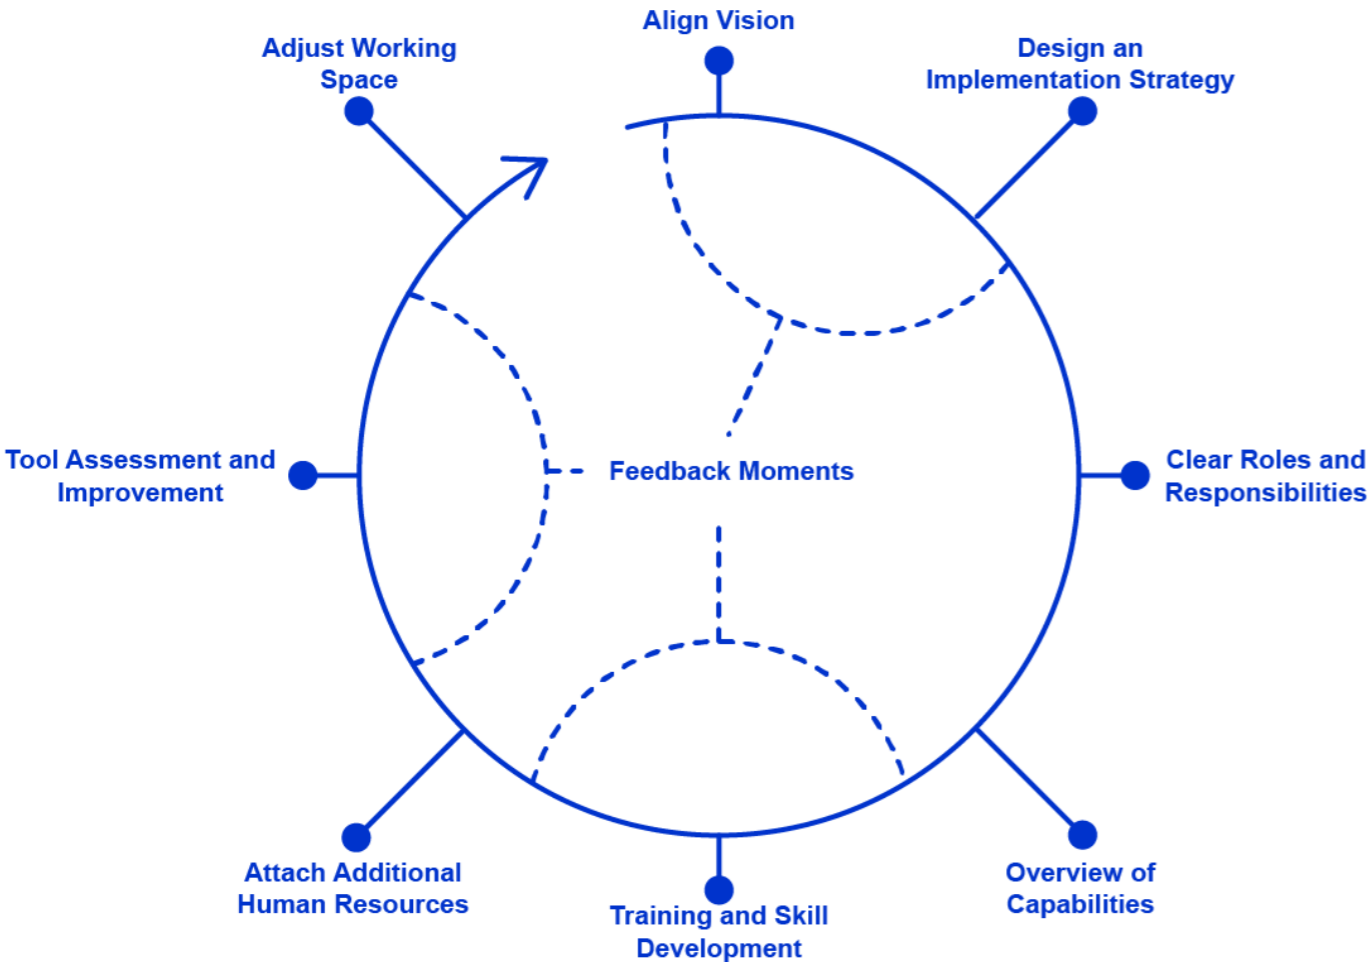 Align Vision
Design an
Implementation Strategy
Clear Roles and
Responsibilities
Overview of
Capabilities
Training and Skill
Development
Attach Additional
Human Resources
Tool Assessment and
Improvement
Adjust Working
Space
Feedback Moments